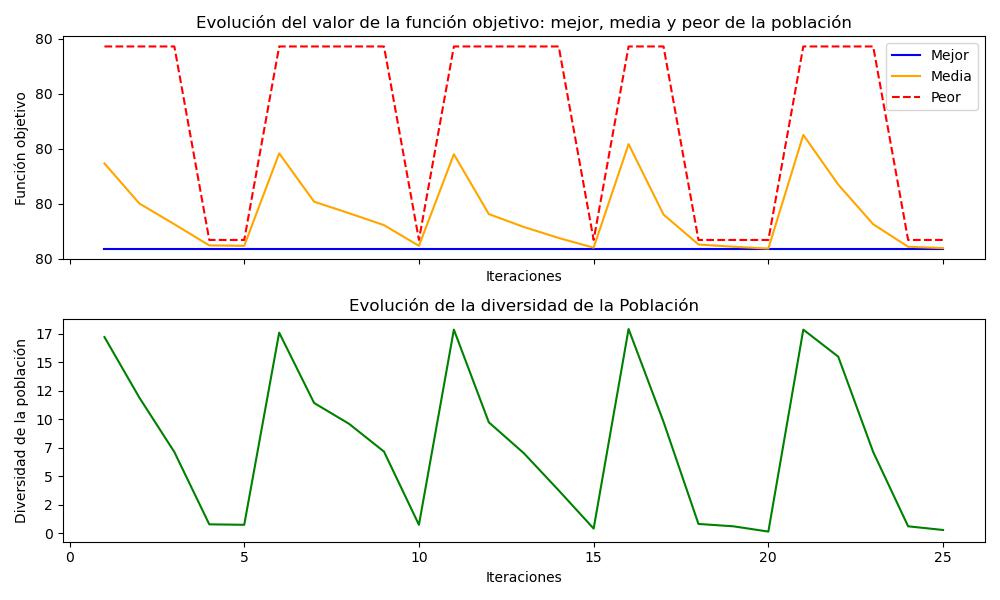 Evolución del valor de la función objetivo: mejor, media y peor de la población
80
80
80
80
80
Función objetivo
Mejor
Media
Peor
Iteraciones
Evolución de la diversidad de la Población
17
15
12
10
7
5
2
0
Diversidad de la población
0 5 10 15 20 25
Iteraciones